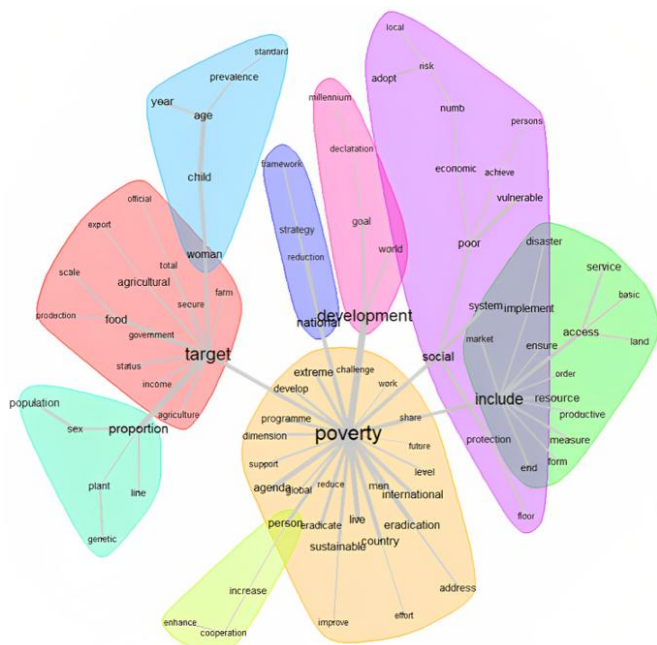 local
standard
risk
prevalence
adopt
year
millennium
numb
age
persons
declaration
framework
economic
achieve
child
vulnerable
official
goal
export
strategy
disaster
poor
woman
world
reduction
service
scale
total
agricultural
basic
farm
secure
system
implement
production
food
national
development
access
government
market
land
ensure
target
social
status
extreme
challenge
order
income
develop
work
resource
include
population
agriculture
programme
share
productive
sex
proportion
dimension
poverty
protection
measure
future
support
form
level
end
plant
agenda
global
reduce
men
line
international
floor
person
eradicate
live
eradication
genetic
sustainable
country
increase
address
enhance
improve
effort
cooperation